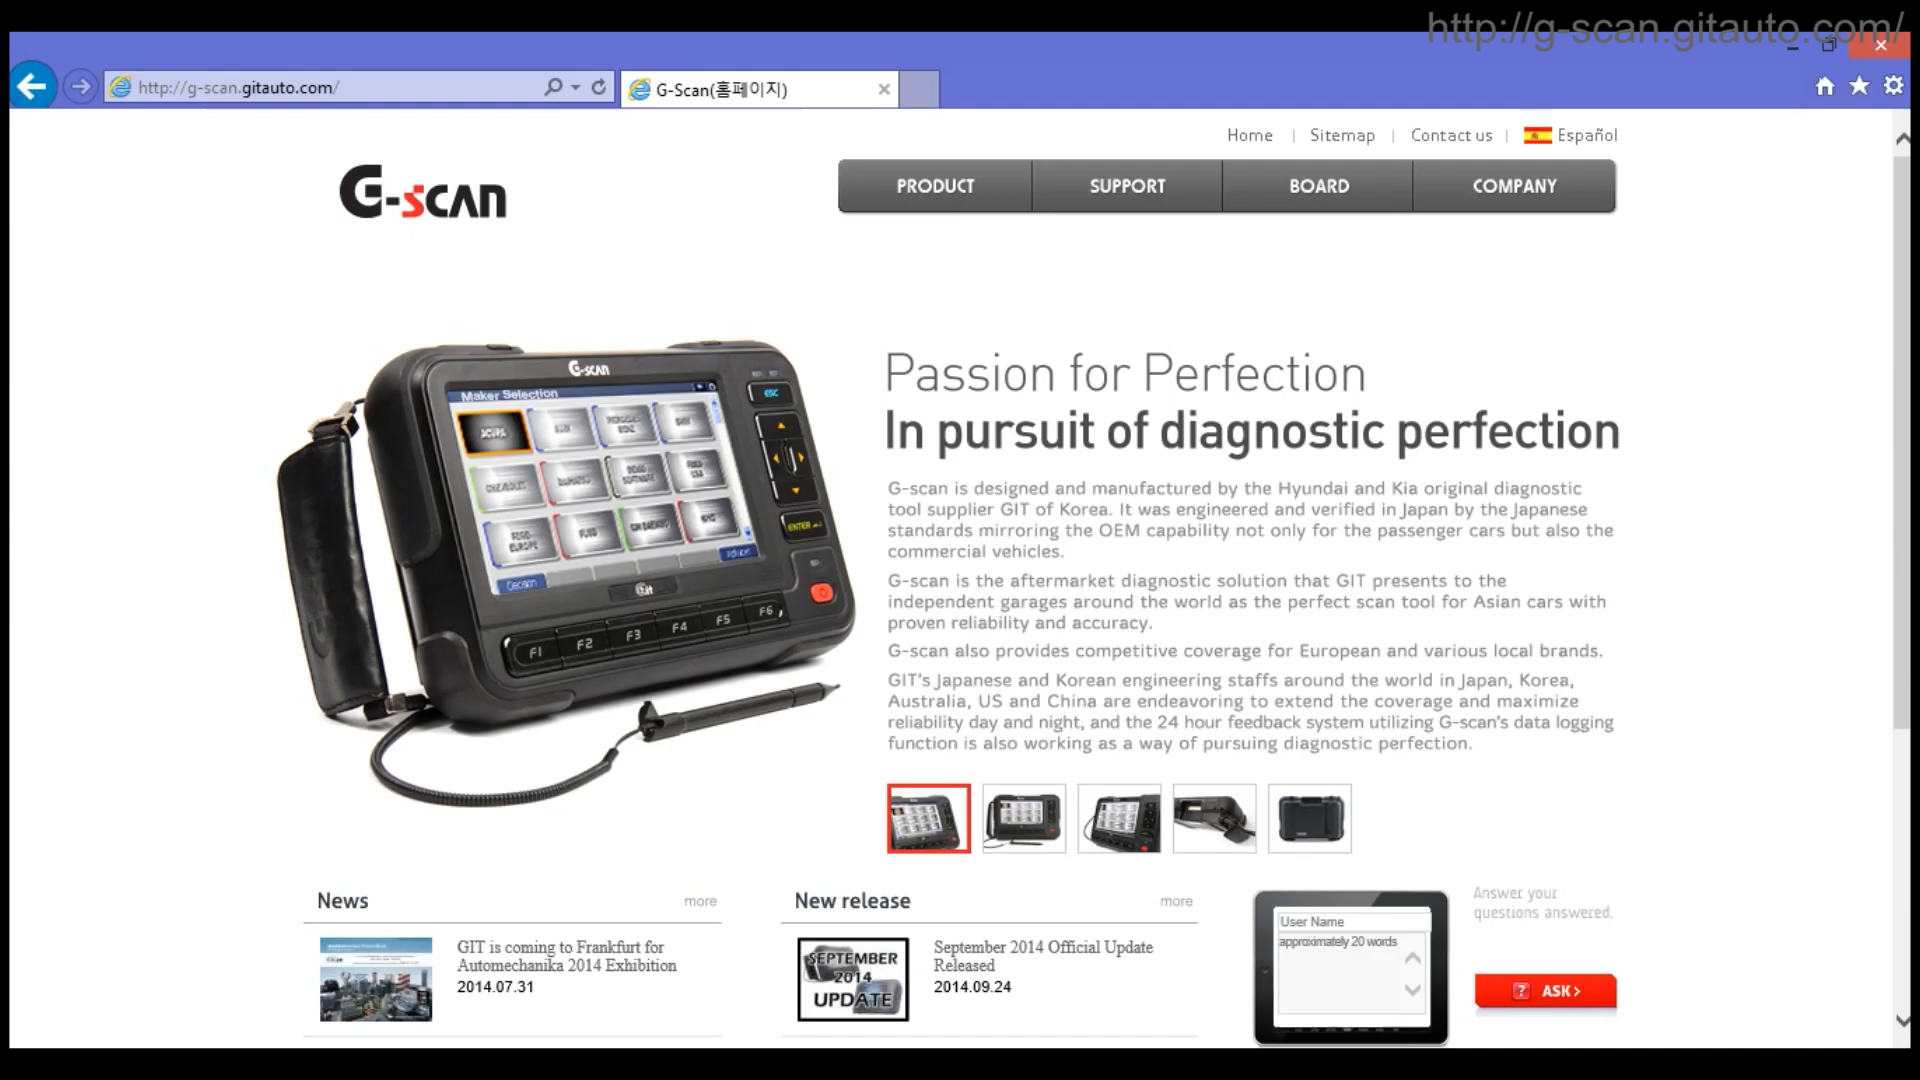 http://g-scan.gitauto.com/
http://g-scan.gitauto.com/
G-Scan(홈페이지)
Home | Sitemap | Contact us | Español
G-SCAN
PRODUCT SUPPORT BOARD COMPANY
G-SCAN
Maker Selection
ACURA
CHEVROLET
DAIHATSU
FORD EUROPE
FUSO
GM DAEWOO
Decision
ESC
ENTER
Git
F1 F2 F3 F4 F5 F6
Passion for Perfection
In pursuit of diagnostic perfection
G-scan is designed and manufactured by the Hyundai and Kia original diagnostic
tool supplier GIT of Korea. It was engineered and verified in Japan by the Japanese
standards mirroring the OEM capability not only for the passenger cars but also the
commercial vehicles.
G-scan is the aftermarket diagnostic solution that GIT presents to the
independent garages around the world as the perfect scan tool for Asian cars with
proven reliability and accuracy.
G-scan also provides competitive coverage for European and various local brands.
GIT's Japanese and Korean engineering staffs around the world in Japan, Korea,
Australia, US and China are endeavoring to extend the coverage and maximize
reliability day and night, and the 24 hour feedback system utilizing G-scan's data logging
function is also working as a way of pursuing diagnostic perfection.
News more
GIT is coming to Frankfurt for
Automechanika 2014 Exhibition
2014.07.31
New release more
SEPTEMBER
2014
UPDATE
September 2014 Official Update
Released
2014.09.24
User Name
approximately 20 words
Answer your
questions answered.
? ASK >